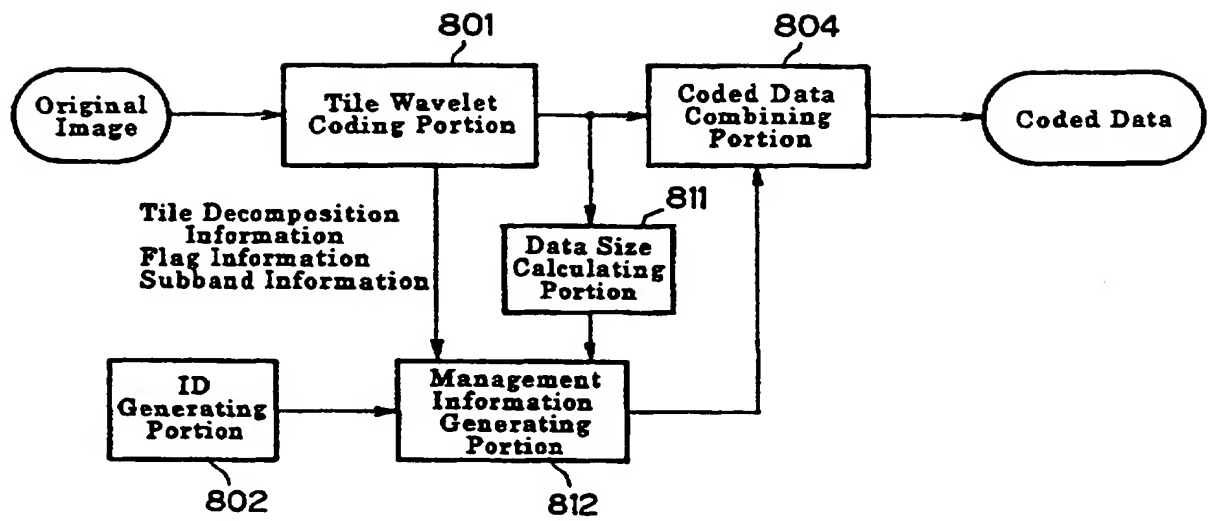 801
804
Original
Image
Tile Wavelet
Coding Portion
Coded Data
Combining
Portion
Coded Data
Tile Decomposition
Information
Flag Information
Subband Information
811
Data Size
Calculating
Portion
ID
Generating
Portion
Management
Information
Generating
Portion
802
812